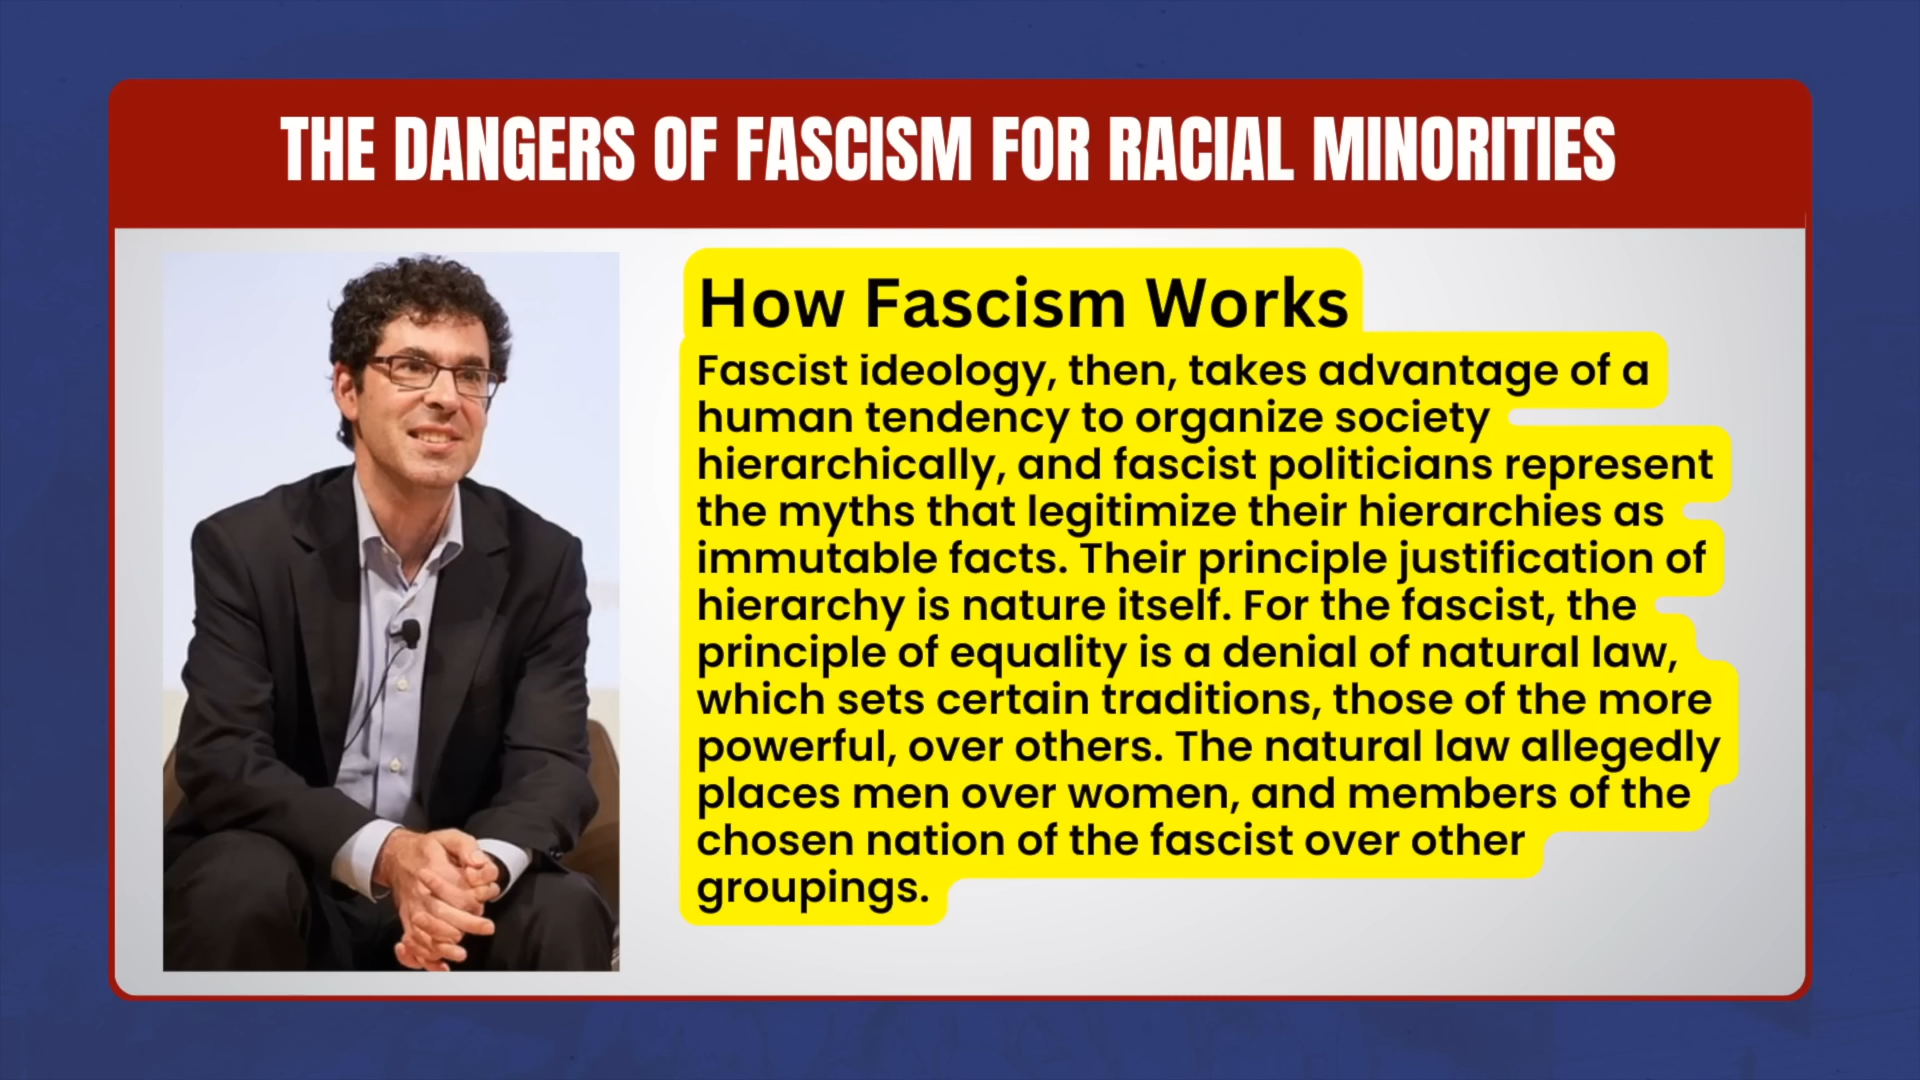 THE DANGERS OF FASCISM FOR RACIAL MINORITIES
How Fascism Works
Fascist ideology, then, takes advantage of a
human tendency to organize society
hierarchically, and fascist politicians represent
the myths that legitimize their hierarchies as
immutable facts. Their principle justification of
hierarchy is nature itself. For the fascist, the
principle of equality is a denial of natural law,
which sets certain traditions, those of the more
powerful, over others. The natural law allegedly
places men over women, and members of the
chosen nation of the fascist over other
groupings.